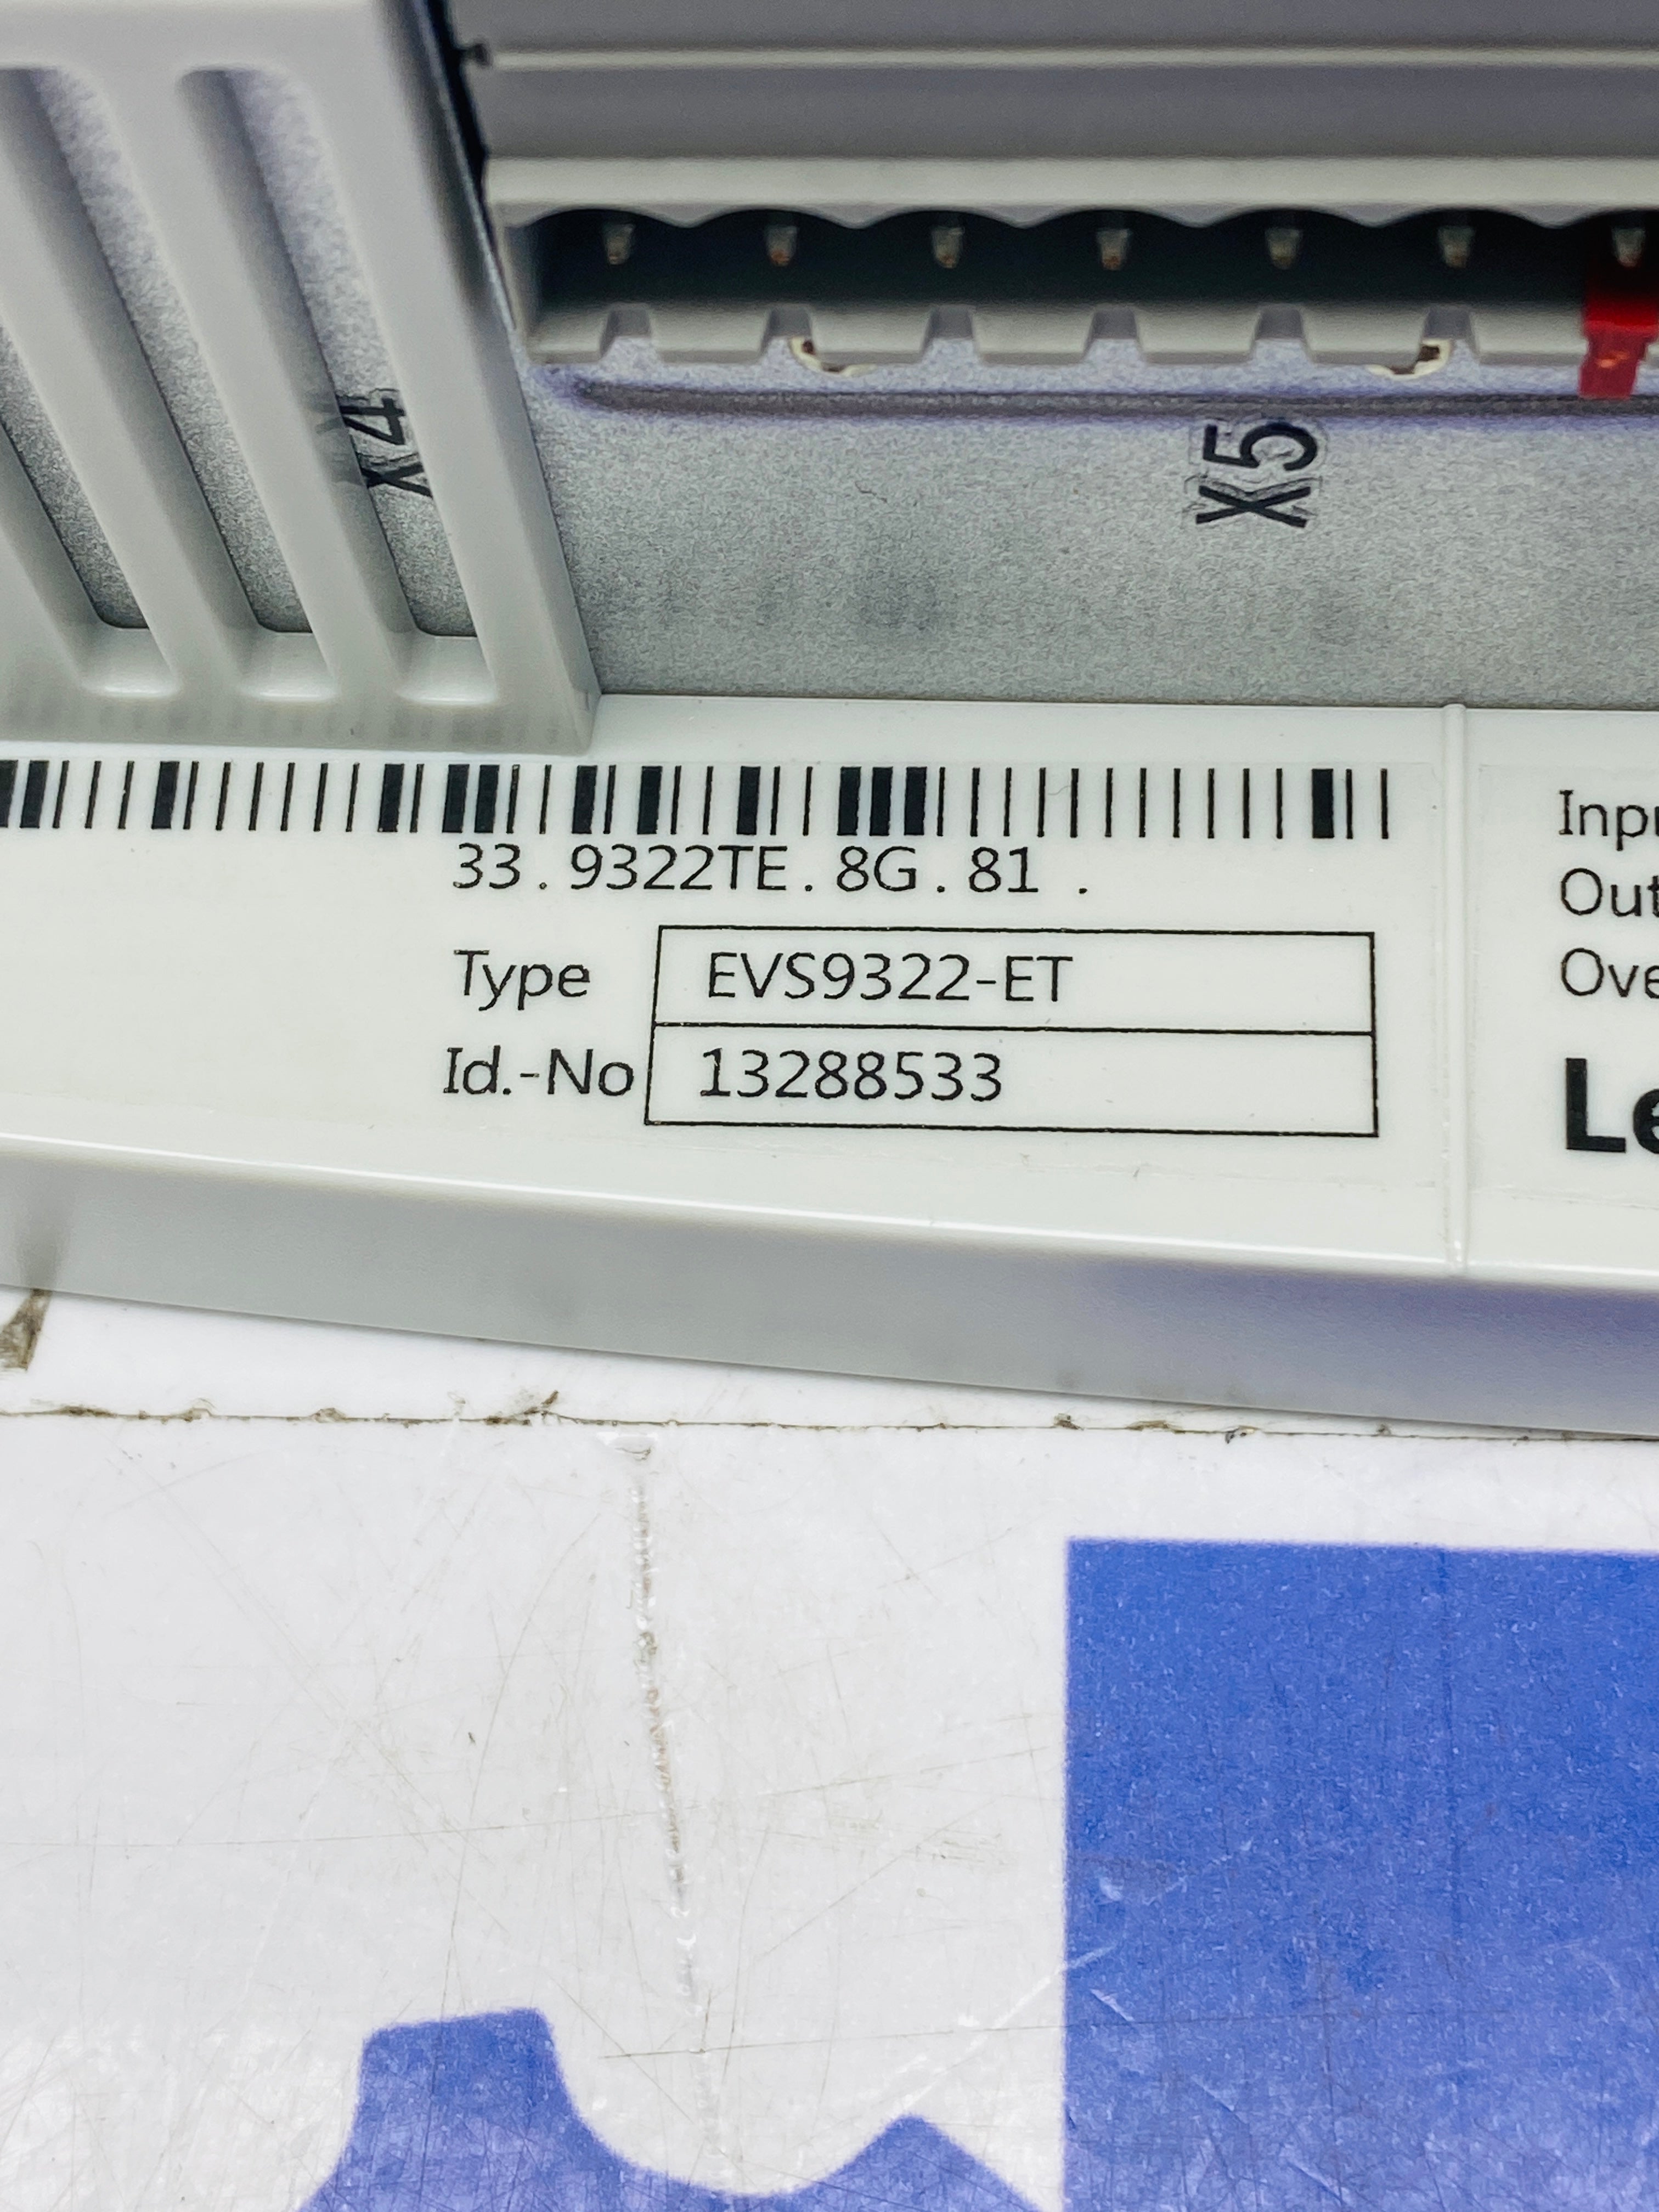 X4
X5
33.9322TE.8G.81 .
Type EVS9322-ET
Id.-No 13288533